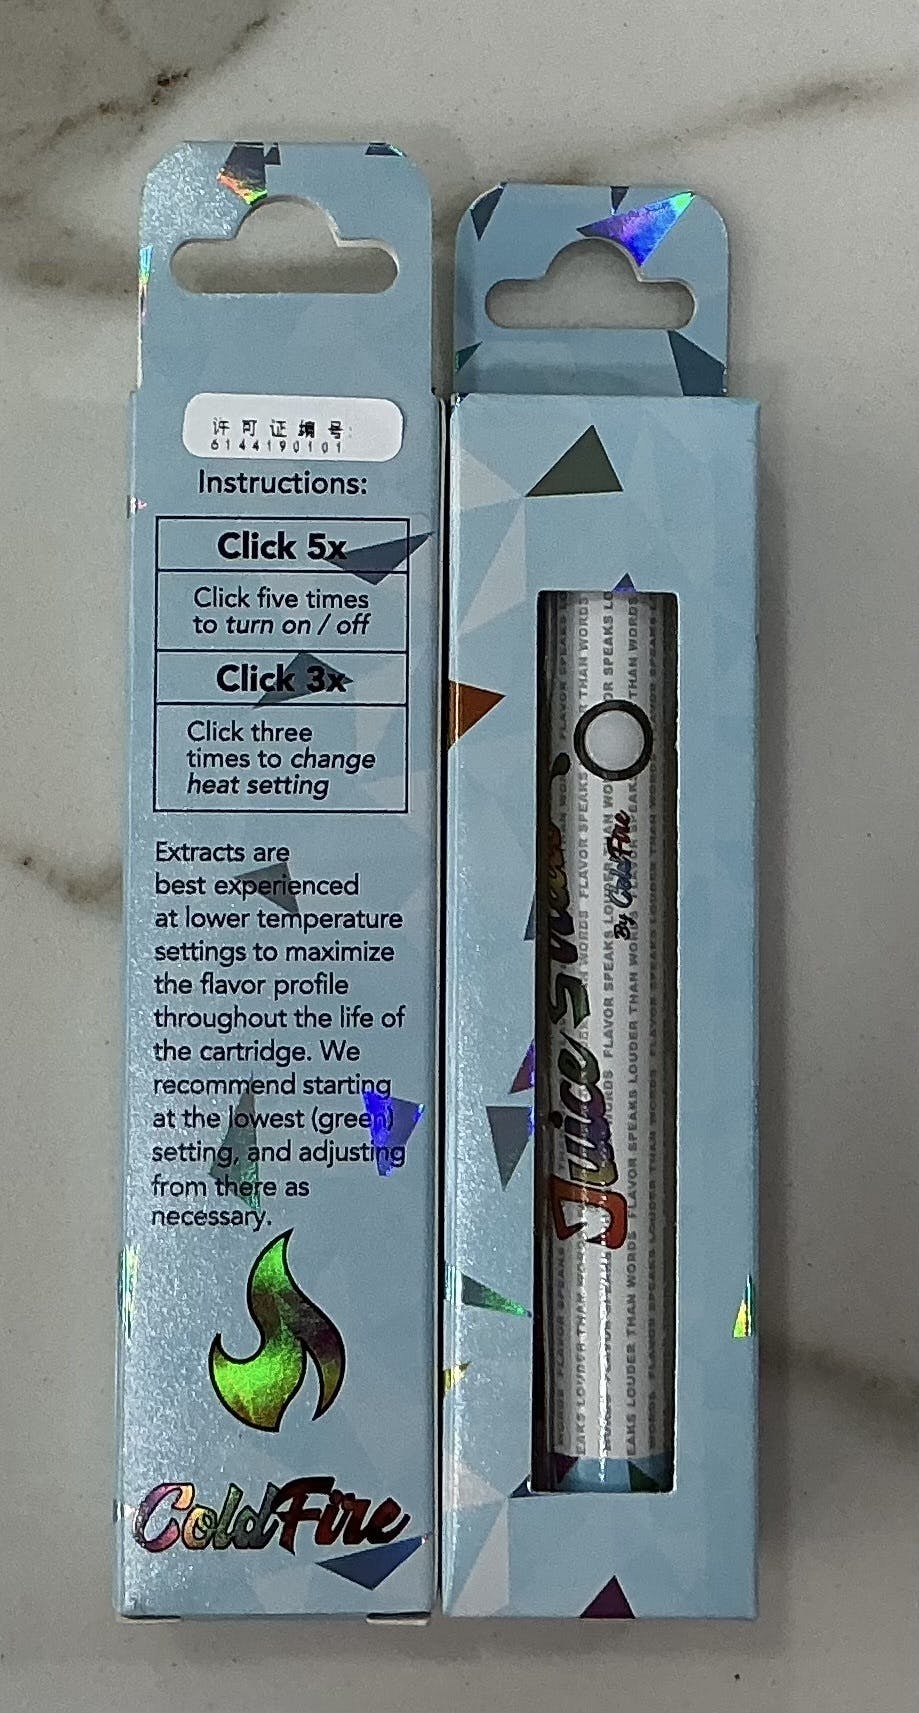 许可证编号:
6144190101
Instructions:
Click 5x
Click five times
to turn on / off
Click 3x
Click three
times to change
heat setting
Extracts are
best experienced
at lower temperature
settings to maximize
the flavor profile
throughout the life of
the cartridge. We
recommend starting
at the lowest (green)
setting, and adjusting
from there as
necessary.
ColdFire
Juice
By ColdFire
FLAVOR SPEAKS LOUDER THAN WORDS